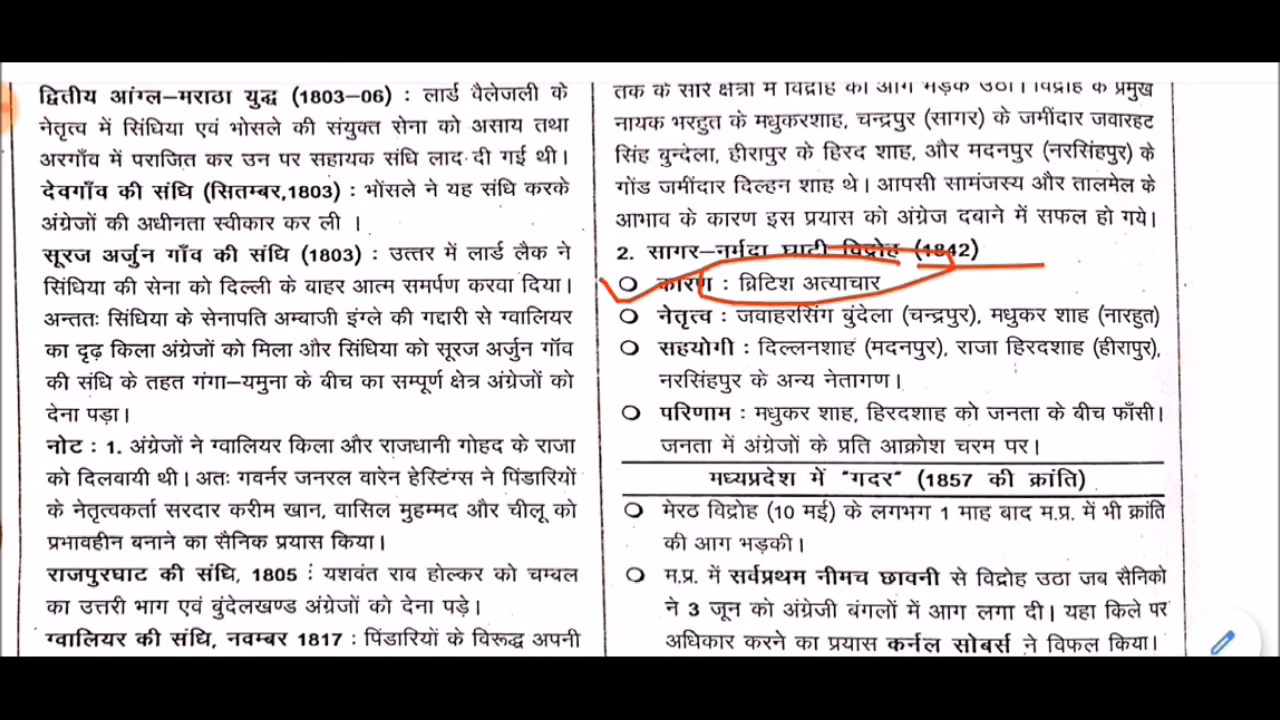 द्वितीय आंग्ल–मराठा युद्ध (1803–06) : लार्ड वैलेजली के
नेतृत्व में सिंधिया एवं भोसले की संयुक्त सेना को असाय तथा
अरगाँव में पराजित कर उन पर सहायक संधि लाद दी गई थी।
देवगाँव की संधि (सितम्बर,1803) : भोंसले ने यह संधि करके
अंग्रेजों की अधीनता स्वीकार कर ली ।
सूरज अर्जुन गाँव की संधि (1803) : उत्तर में लार्ड लैक ने
सिंधिया की सेना को दिल्ली के बाहर आत्म समर्पण करवा दिया।
अन्ततः सिंधिया के सेनापति अम्बाजी इंग्ले की गद्दारी से ग्वालियर
का दृढ़ किला अंग्रेजों को मिला और सिंधिया को सूरज अर्जुन गॉव
की संधि के तहत गंगा–यमुना के बीच का सम्पूर्ण क्षेत्र अंग्रेजों को
देना पड़ा।
नोट : 1. अंग्रेजों ने ग्वालियर किला और राजधानी गोहद के राजा
को दिलवायी थी। अतः गवर्नर जनरल वारेन हेस्टिंग्स ने पिंडारियों
के नेतृत्वकर्ता सरदार करीम खान, वासिल मुहम्मद और चीलू को
प्रभावहीन बनाने का सैनिक प्रयास किया।
राजपुरघाट की संधि, 1805 : यशवंत राव होल्कर को चम्बल
का उत्तरी भाग एवं बुंदेलखण्ड अंग्रेजों को देना पड़े।
ग्वालियर की संधि, नवम्बर 1817 : पिंडारियों के विरूद्ध अपनी
तक के सारे क्षेत्रों में विद्रोह की आग भड़क उठी। विद्रोह के प्रमुख
नायक भरहुत के मधुकरशाह, चन्द्रपुर (सागर) के जमींदार जवारहट
सिंह बुन्देला, हीरापुर के हिरद शाह, और मदनपुर (नरसिंहपुर) के
गोंड जमींदार दिल्हन शाह थे। आपसी सामंजस्य और तालमेल के
आभाव के कारण इस प्रयास को अंग्रेज दबाने में सफल हो गये।
2. सागर–नर्मदा घाटी विद्रोह (1842)
कारण : ब्रिटिश अत्याचार
नेतृत्व : जवाहरसिंग बुंदेला (चन्द्रपुर), मधुकर शाह (नारहुत)
सहयोगी : दिल्लनशाहं (मदनपुर), राजा हिरदशाह (हीरापुर),
नरसिंहपुर के अन्य नेतागण।
परिणाम : मधुकर शाह, हिरदशाह को जनता के बीच फाँसी।
जनता में अंग्रेजों के प्रति आक्रोश चरम पर।
मध्यप्रदेश में "गदर" (1857 की क्रांति)
मेरठ विद्रोह (10 मई) के लगभग 1 माह बाद म.प्र. में भी क्रांति
की आग भड़की।
म.प्र. में सर्वप्रथम नीमच छावनी से विद्रोह उठा जब सैनिको
ने 3 जून को अंग्रेजी बंगलों में आग लगा दी। यहा किले पर
अधिकार करने का प्रयास कर्नल सोबर्स ने विफल किया।